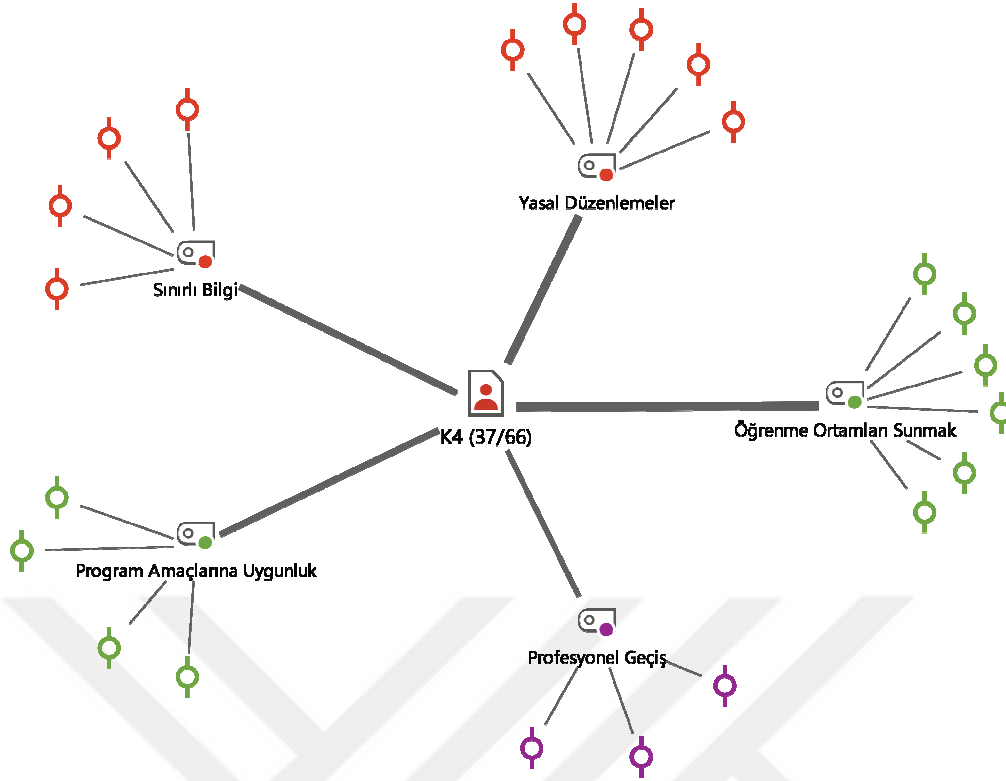 Yasal Düzenlemeler
Sınırlı Bilgi
K4 (37/66)
Öğrenme Ortamları Sunmak
Program Amaçlarına Uygunluk
Profesyonel Geçiş